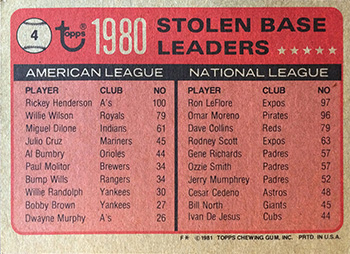 4 Topps 1980 STOLEN BASE
LEADERS
AMERICAN LEAGUE NATIONAL LEAGUE
PLAYER CLUB NO PLAYER CLUB NO
Rickey Henderson A's 100 Ron LeFlore Expos 97
Willie Wilson Royals 79 Omar Moreno Pirates 96
Miguel Dilone Indians 61 Dave Collins Reds 79
Julio Cruz Mariners 45 Rodney Scott Expos 63
Al Bumbry Orioles 44 Gene Richards Padres 57
Paul Molitor Brewers 34 Ozzie Smith Padres 57
Bump Wills Rangers 34 Jerry Mumphrey Padres 52
Willie Randolph Yankees 30 Cesar Cedeno Astros 48
Bobby Brown Yankees 27 Bill North Giants 45
Dwayne Murphy A's 26 Ivan De Jesus Cubs 44
© 1981 TOPPS CHEWING GUM, INC. PRTD. IN U.S.A.